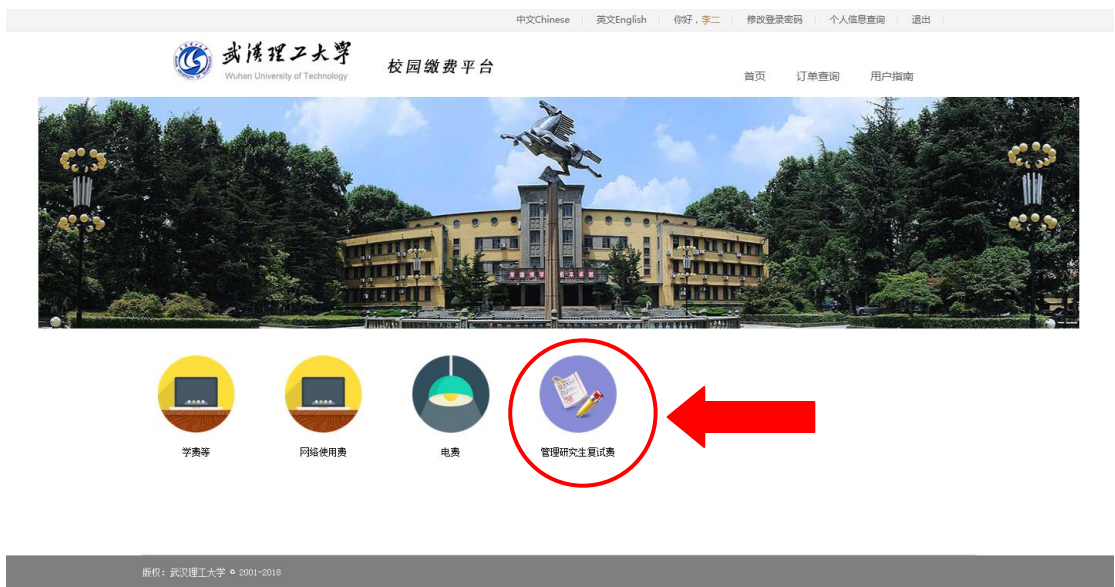 中文Chinese 英文English 你好，李二 修改登录密码 个人信息查询 退出
武漢理工大學
Wuhan University of Technology
校园缴费平台
首页 订单查询 用户指南
学费等 网络使用费 电费 管理研究生复试费
版权：武汉理工大学 © 2001-2018